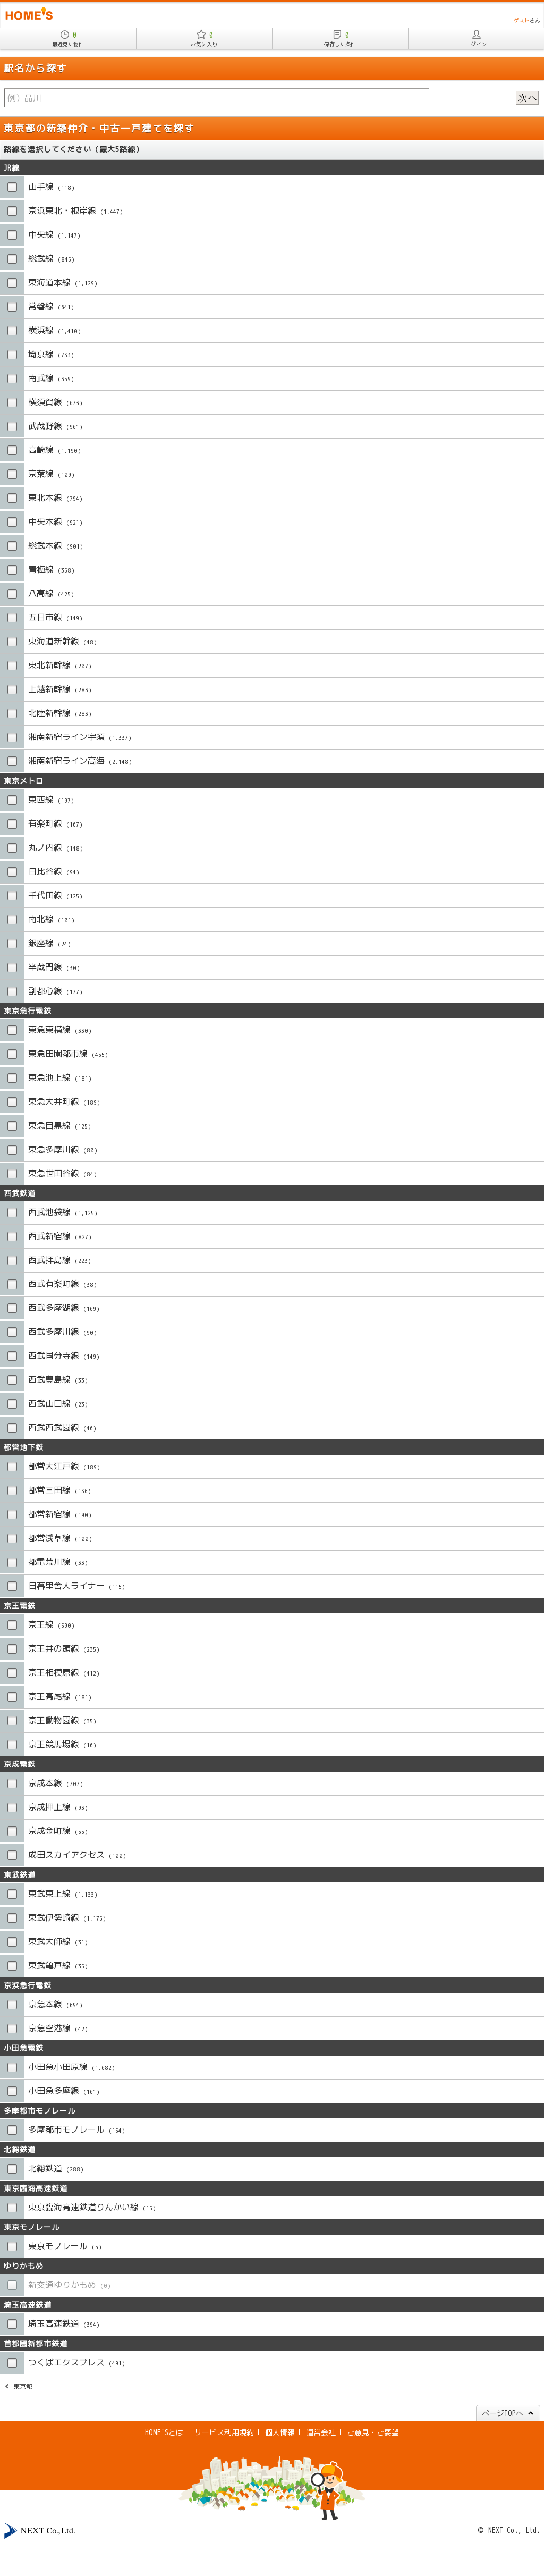 HOME'S
ゲストさん
0 0 0
最近見た物件 お気に入り 保存した条件 ログイン
駅名から探す
例）品川 次へ
東京都の新築仲介・中古一戸建てを探す
路線を選択してください（最大5路線）
JR線
山手線 (118)
京浜東北・根岸線 (1,447)
中央線 (1,147)
総武線 (845)
東海道本線 (1,129)
常磐線 (641)
横浜線 (1,410)
埼京線 (733)
南武線 (359)
横須賀線 (673)
武蔵野線 (961)
高崎線 (1,190)
京葉線 (109)
東北本線 (794)
中央本線 (921)
総武本線 (901)
青梅線 (358)
八高線 (425)
五日市線 (149)
東海道新幹線 (48)
東北新幹線 (207)
上越新幹線 (283)
北陸新幹線 (283)
湘南新宿ライン宇須 (1,337)
湘南新宿ライン高海 (2,148)
東京メトロ
東西線 (197)
有楽町線 (167)
丸ノ内線 (148)
日比谷線 (94)
千代田線 (125)
南北線 (101)
銀座線 (24)
半蔵門線 (30)
副都心線 (177)
東京急行電鉄
東急東横線 (330)
東急田園都市線 (455)
東急池上線 (181)
東急大井町線 (189)
東急目黒線 (125)
東急多摩川線 (80)
東急世田谷線 (84)
西武鉄道
西武池袋線 (1,125)
西武新宿線 (827)
西武拝島線 (223)
西武有楽町線 (38)
西武多摩湖線 (169)
西武多摩川線 (90)
西武国分寺線 (149)
西武豊島線 (33)
西武山口線 (23)
西武西武園線 (46)
都営地下鉄
都営大江戸線 (189)
都営三田線 (136)
都営新宿線 (190)
都営浅草線 (100)
都電荒川線 (33)
日暮里舎人ライナー (115)
京王電鉄
京王線 (590)
京王井の頭線 (235)
京王相模原線 (412)
京王高尾線 (181)
京王動物園線 (35)
京王競馬場線 (16)
京成電鉄
京成本線 (707)
京成押上線 (93)
京成金町線 (55)
成田スカイアクセス (100)
東武鉄道
東武東上線 (1,133)
東武伊勢崎線 (1,175)
東武大師線 (31)
東武亀戸線 (35)
京浜急行電鉄
京急本線 (694)
京急空港線 (42)
小田急電鉄
小田急小田原線 (1,682)
小田急多摩線 (161)
多摩都市モノレール
多摩都市モノレール (154)
北総鉄道
北総鉄道 (288)
東京臨海高速鉄道
東京臨海高速鉄道りんかい線 (15)
東京モノレール
東京モノレール (5)
ゆりかもめ
新交通ゆりかもめ (0)
埼玉高速鉄道
埼玉高速鉄道 (394)
首都圏新都市鉄道
つくばエクスプレス (491)
東京都
ページTOPへ
HOME'Sとは | サービス利用規約 | 個人情報 | 運営会社 | ご意見・ご要望
NEXT Co.,Ltd.
© NEXT Co., Ltd.